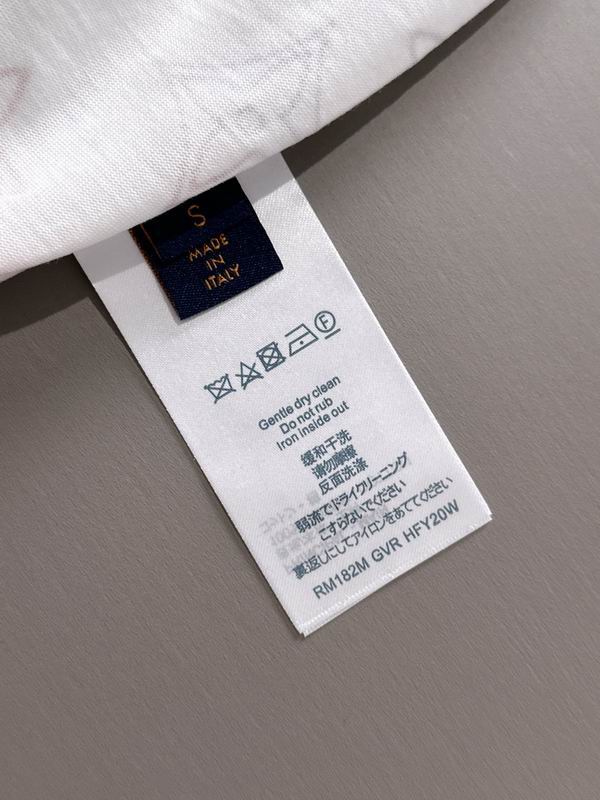 S
MADE
IN
ITALY
F
Gentle dry clean
Do not rub
Iron inside out
缓和干洗
请勿摩擦
反面洗涤
弱流でドライクリーニング
こすらないでください
裏返しにしてアイロンをあててください
RM182M GVR HFY20W